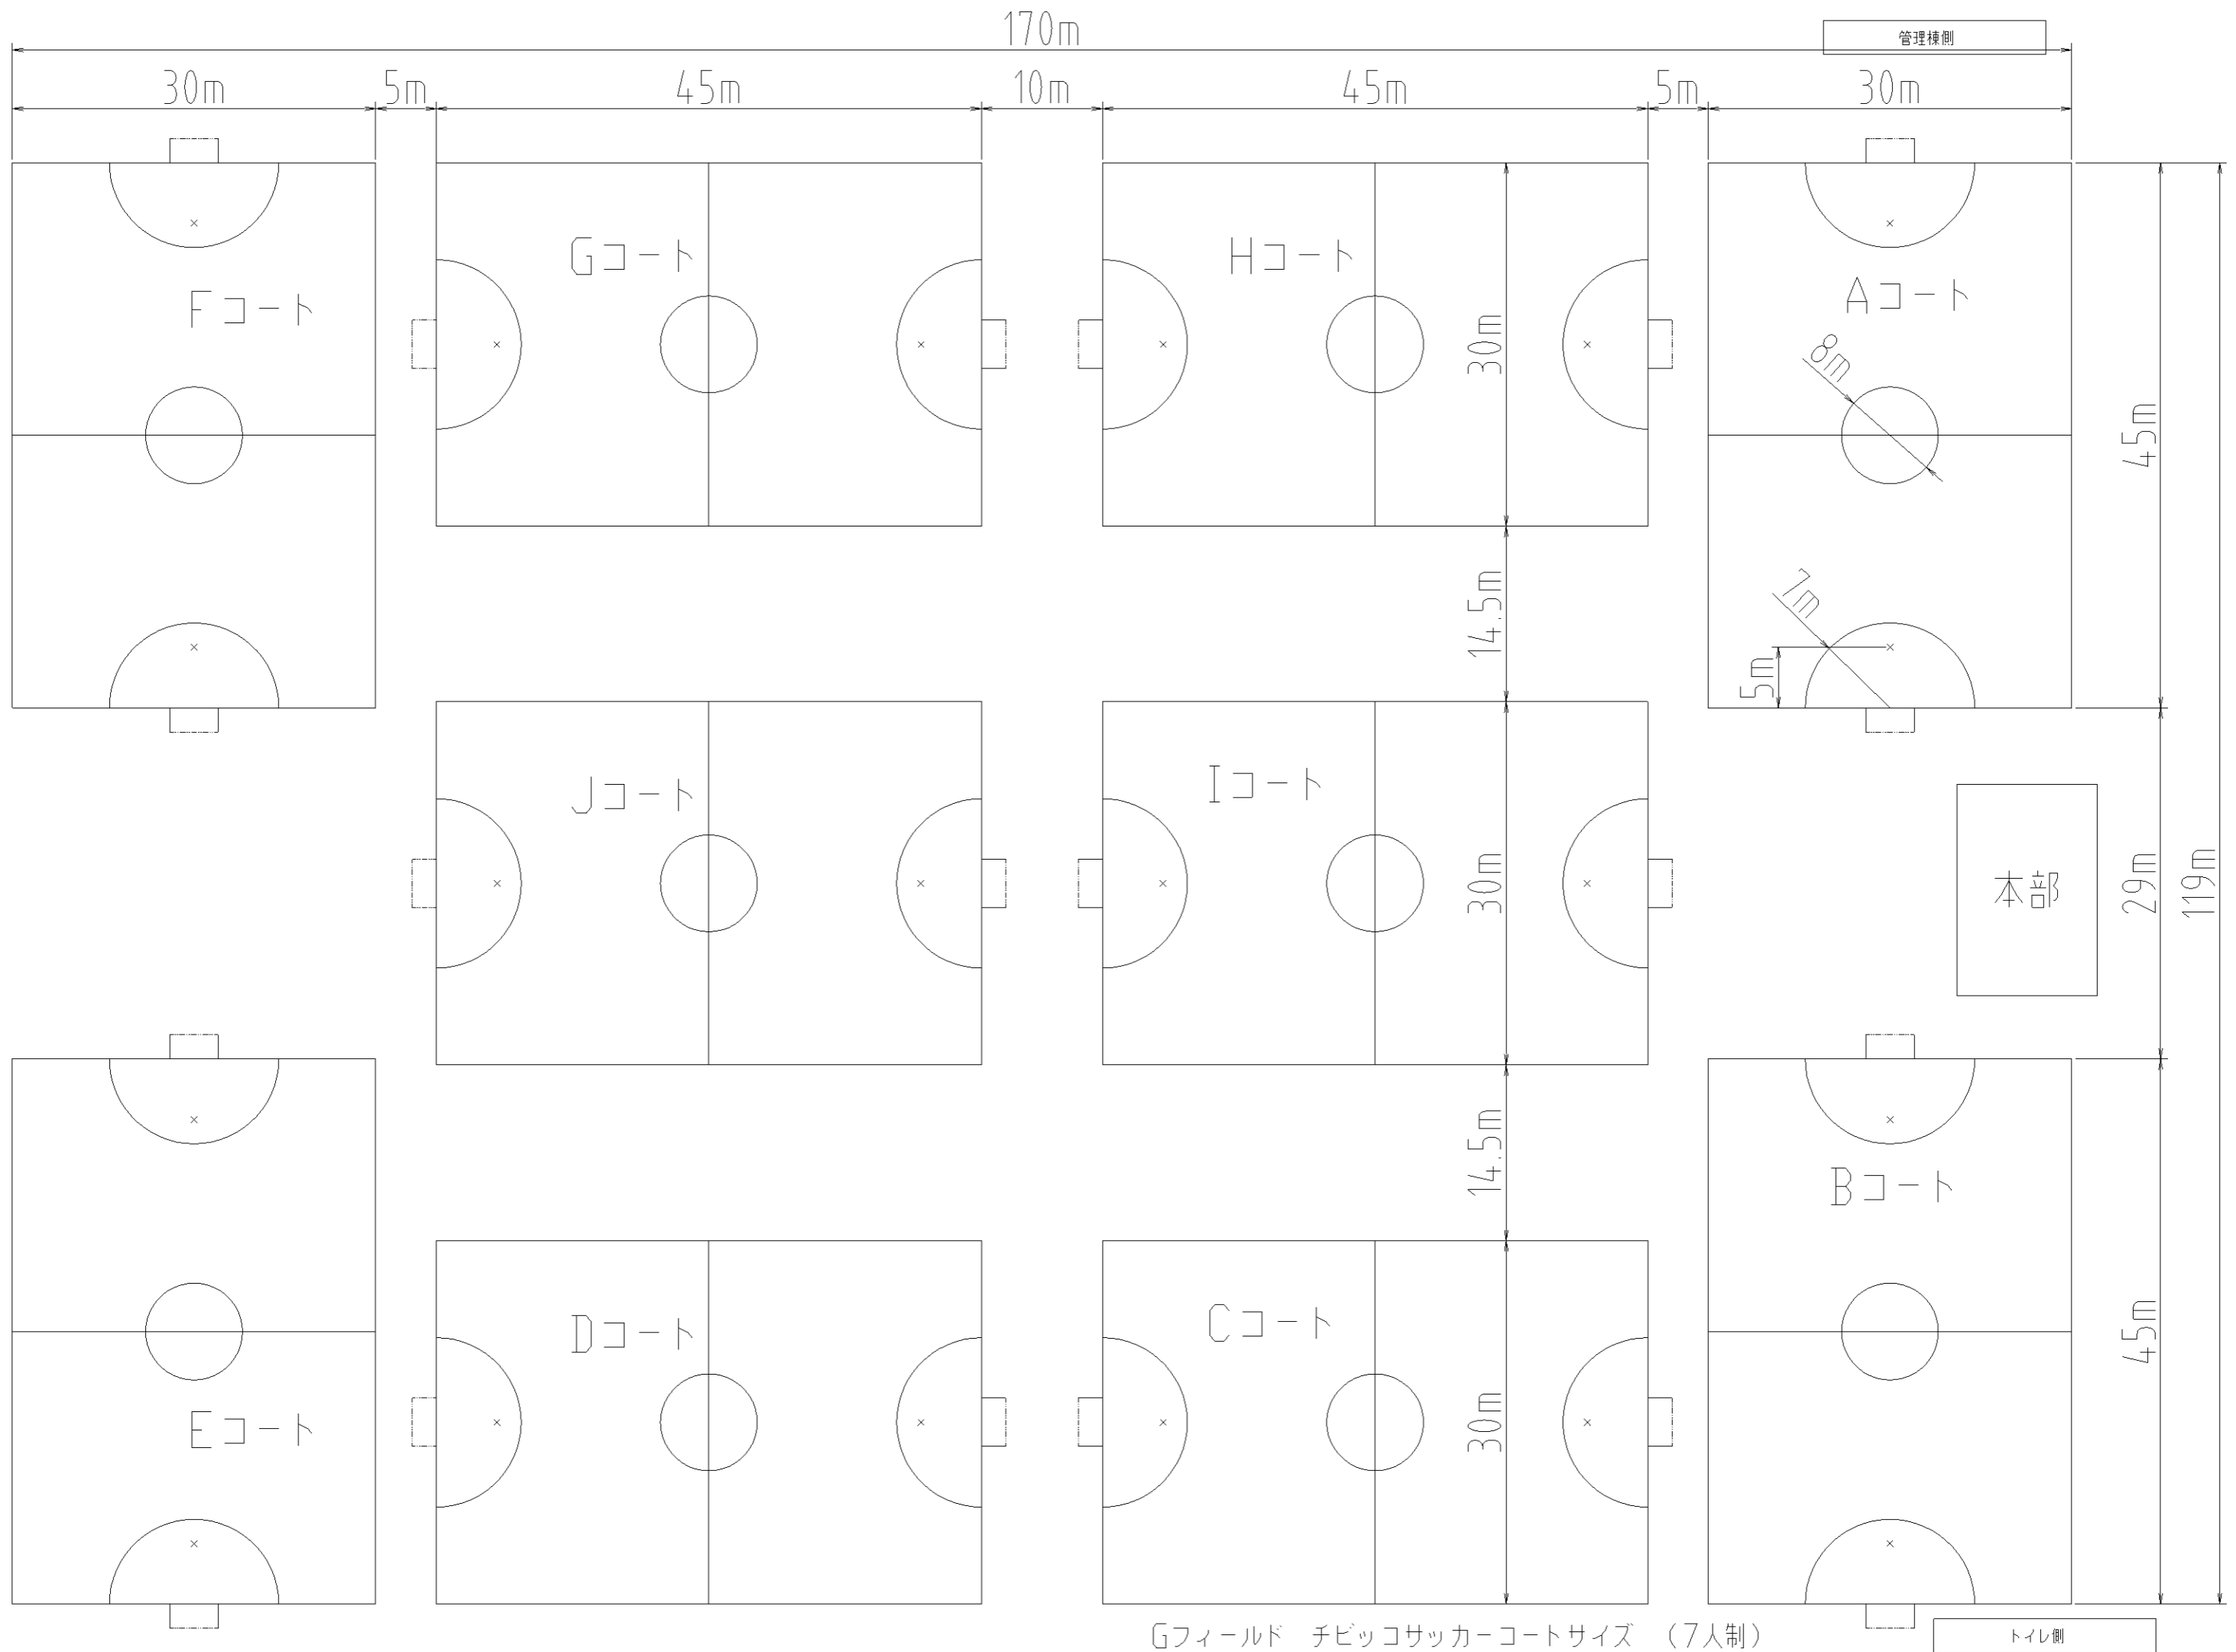 170m
管理棟側
30m
5m
45m
10m
45m
5m
30m
Gコート
Hコート
Fコート
Aコート
30m
8m
45m
14.5m
7m
5m
Jコート
Iコート
30m
本部
29m
119m
14.5m
Bコート
Dコート
Cコート
45m
Eコート
30m
Gフィールド チビッコサッカーコートサイズ (7人制)
トイレ側